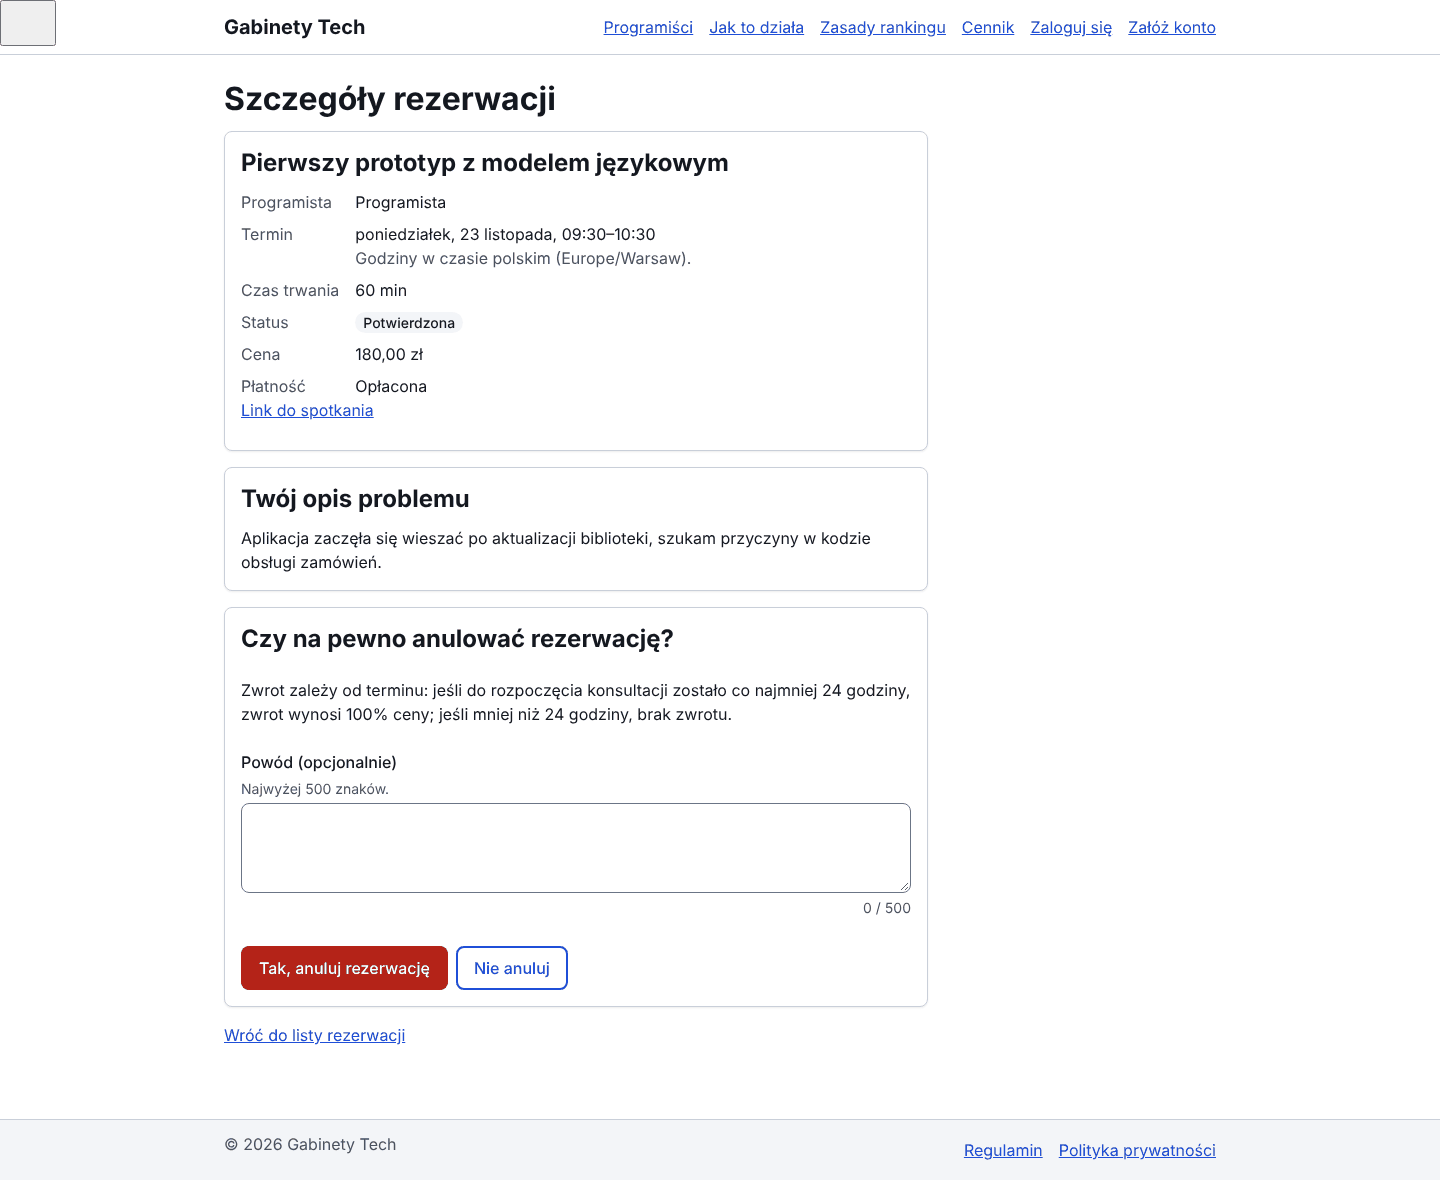 Gabinety Tech
Programiści Jak to działa Zasady rankingu Cennik Zaloguj się Załóż konto
Szczegóły rezerwacji
Pierwszy prototyp z modelem językowym
Programista Programista
Termin poniedziałek, 23 listopada, 09:30–10:30
Godziny w czasie polskim (Europe/Warsaw).
Czas trwania 60 min
Status Potwierdzona
Cena 180,00 zł
Płatność Opłacona
Link do spotkania
Twój opis problemu
Aplikacja zaczęła się wieszać po aktualizacji biblioteki, szukam przyczyny w kodzie
obsługi zamówień.
Czy na pewno anulować rezerwację?
Zwrot zależy od terminu: jeśli do rozpoczęcia konsultacji zostało co najmniej 24 godziny,
zwrot wynosi 100% ceny; jeśli mniej niż 24 godziny, brak zwrotu.
Powód (opcjonalnie)
Najwyżej 500 znaków.
0 / 500
Tak, anuluj rezerwację Nie anuluj
Wróć do listy rezerwacji
© 2026 Gabinety Tech
Regulamin Polityka prywatności